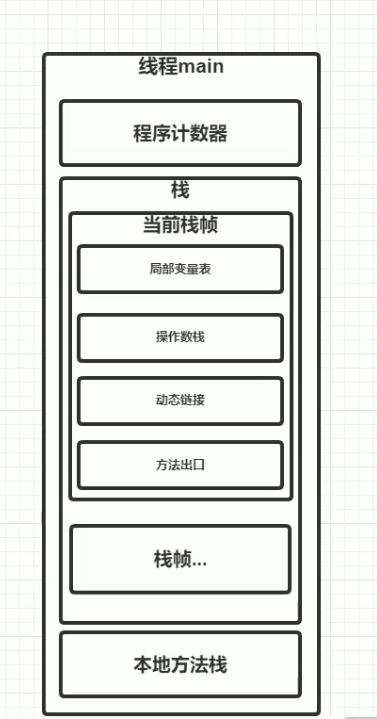 线程main
程序计数器
栈
当前栈帧
局部变量表
操作数栈
动态链接
方法出口
栈帧...
本地方法栈